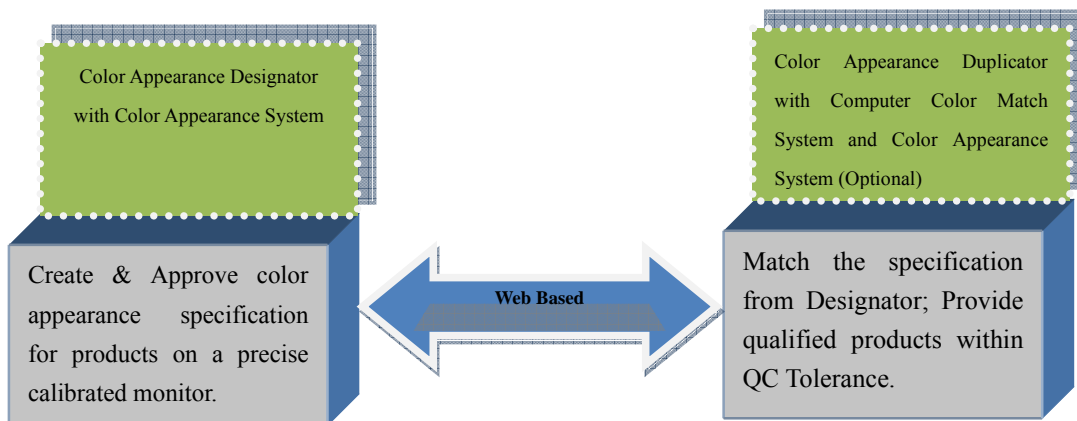 Color Appearance Designator
with Color Appearance System
Create & Approve color
appearance specification
for products on a precise
calibrated monitor.
Web Based
Color Appearance Duplicator
with Computer Color Match
System and Color Appearance
System (Optional)
Match the specification
from Designator; Provide
qualified products within
QC Tolerance.